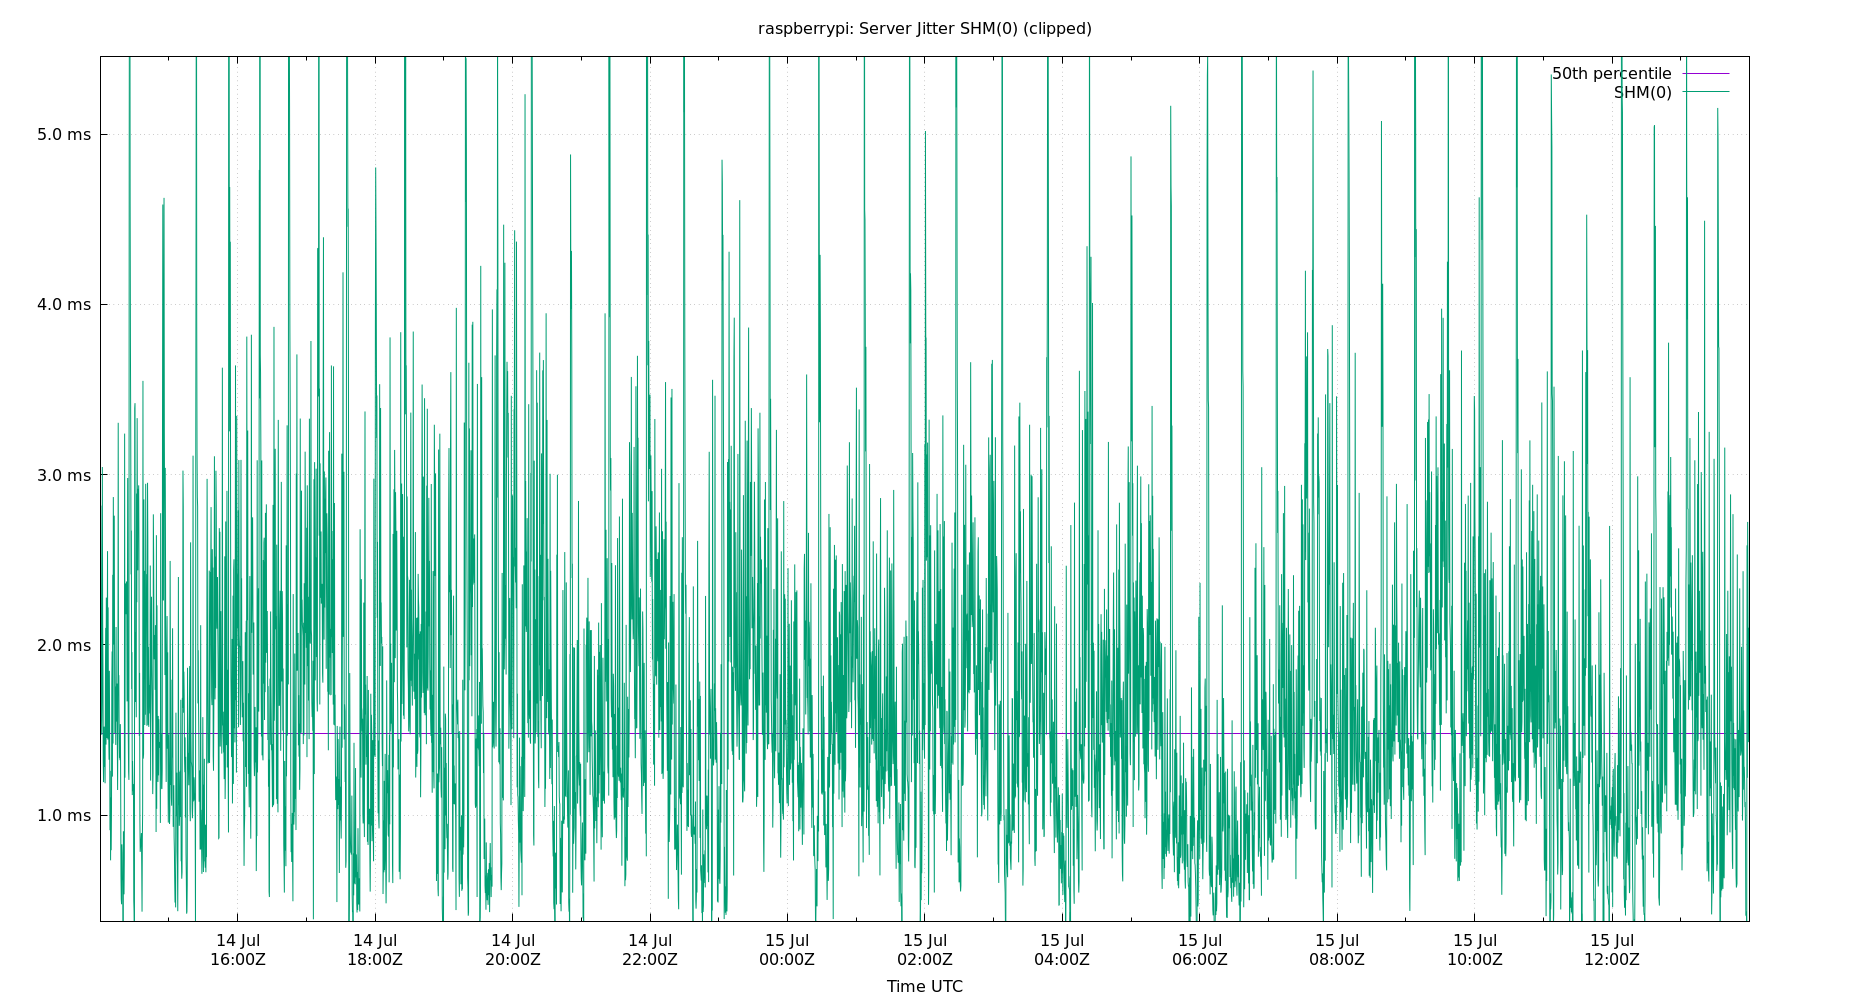 raspberrypi: Server Jitter SHM(0) (clipped)
50th percentile
SHM(0)
5.0 ms
4.0 ms
3.0 ms
2.0 ms
1.0 ms
14 Jul 14 Jul 14 Jul 14 Jul 15 Jul 15 Jul 15 Jul 15 Jul 15 Jul 15 Jul 15 Jul
16:00Z 18:00Z 20:00Z 22:00Z 00:00Z 02:00Z 04:00Z 06:00Z 08:00Z 10:00Z 12:00Z
Time UTC